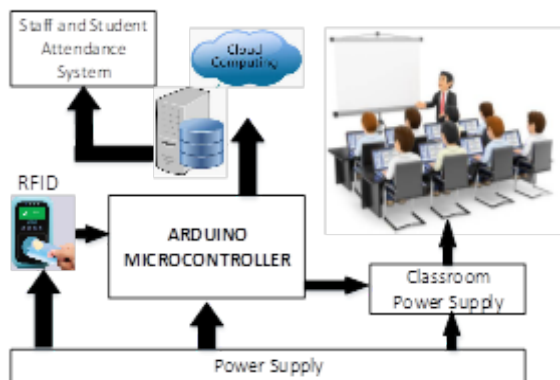 Staff and Student
Attendance
System
Cloud
Computing
RFID
ARDUINO
MICROCONTROLLER
Classroom
Power Supply
Power Supply